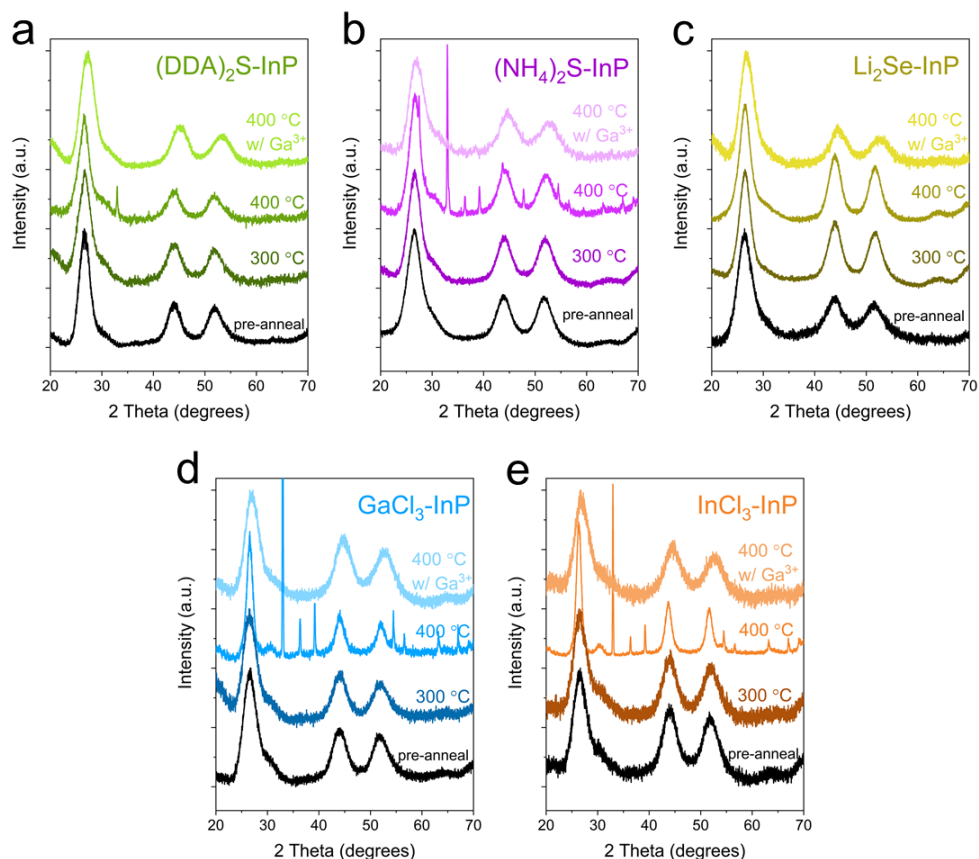 a
(DDA)₂S-InP
400 °C
w/ Ga³⁺
400 °C
300 °C
pre-anneal
Intensity (a.u.)
20 30 40 50 60 70
2 Theta (degrees)
b
(NH₄)₂S-InP
400 °C
w/ Ga³⁺
400 °C
300 °C
pre-anneal
Intensity (a.u.)
20 30 40 50 60 70
2 Theta (degrees)
c
Li₂Se-InP
400 °C
w/ Ga³⁺
400 °C
300 °C
pre-anneal
Intensity (a.u.)
20 30 40 50 60 70
2 Theta (degrees)
d
GaCl₃-InP
400 °C
w/ Ga³⁺
400 °C
300 °C
pre-anneal
Intensity (a.u.)
20 30 40 50 60 70
2 Theta (degrees)
e
InCl₃-InP
400 °C
w/ Ga³⁺
400 °C
300 °C
pre-anneal
Intensity (a.u.)
20 30 40 50 60 70
2 Theta (degrees)